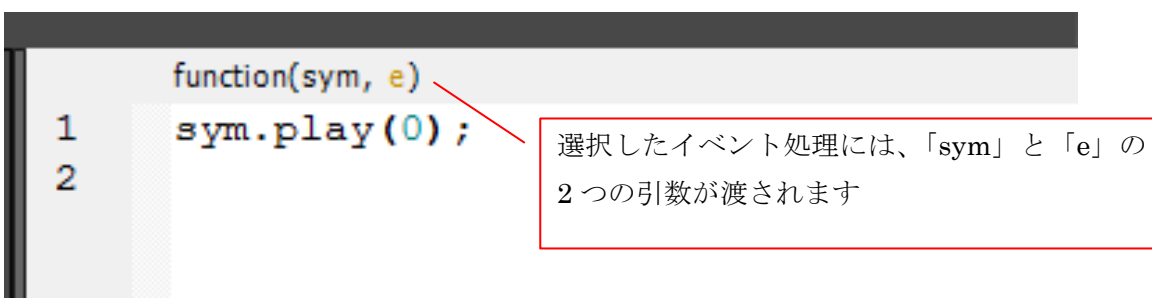 function(sym, e)
1 sym.play(0);
2
選択したイベント処理には、「sym」と「e」の
2 つの引数が渡されます